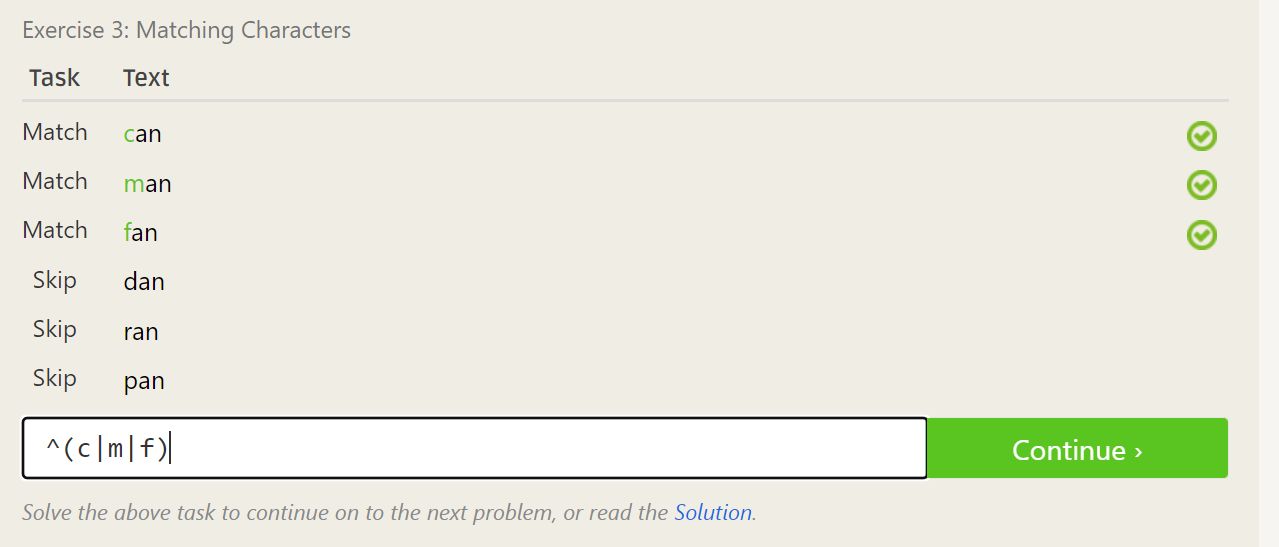 Exercise 3: Matching Characters
Task Text
Match can
Match man
Match fan
Skip dan
Skip ran
Skip pan
^(c|m|f)
Continue ›
Solve the above task to continue on to the next problem, or read the Solution.